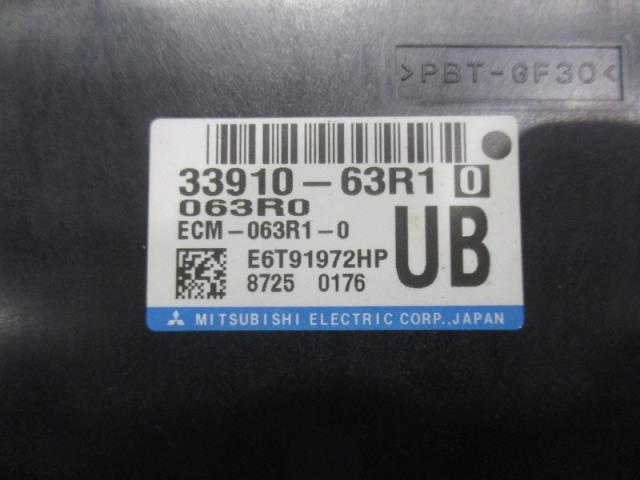 >PBT-GF30<
33910-63R1 0
063R0
ECM-063R1-0
E6T91972HP
8725 0176
UB
MITSUBISHI ELECTRIC CORP., JAPAN